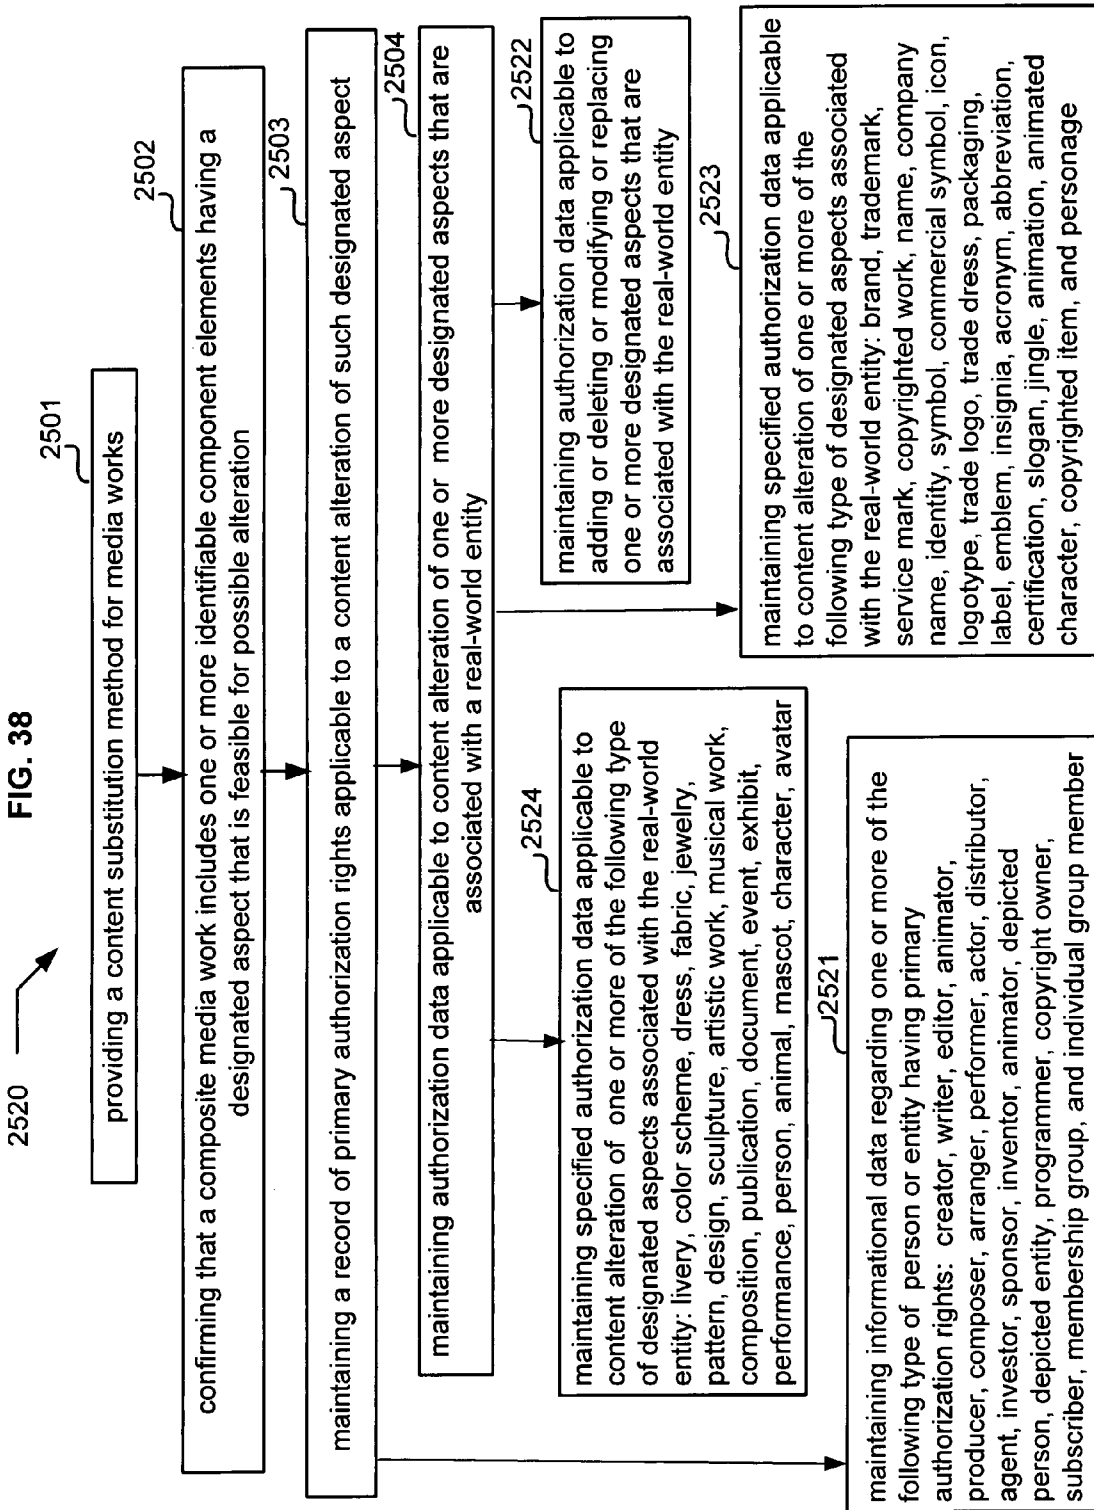 2520
FIG. 38
2501
providing a content substitution method for media works
2502
confirming that a composite media work includes one or more identifiable component elements having a
designated aspect that is feasible for possible alteration
2503
maintaining a record of primary authorization rights applicable to a content alteration of such designated aspect
2504
maintaining authorization data applicable to content alteration of one or more designated aspects that are
associated with a real-world entity
2522
maintaining authorization data applicable to
adding or deleting or modifying or replacing
one or more designated aspects that are
associated with the real-world entity
2524
maintaining specified authorization data applicable to
content alteration of one or more of the following type
of designated aspects associated with the real-world
entity: livery, color scheme, dress, fabric, jewelry,
pattern, design, sculpture, artistic work, musical work,
composition, publication, document, event, exhibit,
performance, person, animal, mascot, character, avatar
2523
maintaining specified authorization data applicable
to content alteration of one or more of the
following type of designated aspects associated
with the real-world entity: brand, trademark,
service mark, copyrighted work, name, company
name, identity, symbol, commercial symbol, icon,
logotype, trade logo, trade dress, packaging,
label, emblem, insignia, acronym, abbreviation,
certification, slogan, jingle, animation, animated
character, copyrighted item, and personage
2521
maintaining informational data regarding one or more of the
following type of person or entity having primary
authorization rights: creator, writer, editor, animator,
producer, composer, arranger, performer, actor, distributor,
agent, investor, sponsor, inventor, animator, depicted
person, depicted entity, programmer, copyright owner,
subscriber, membership group, and individual group member